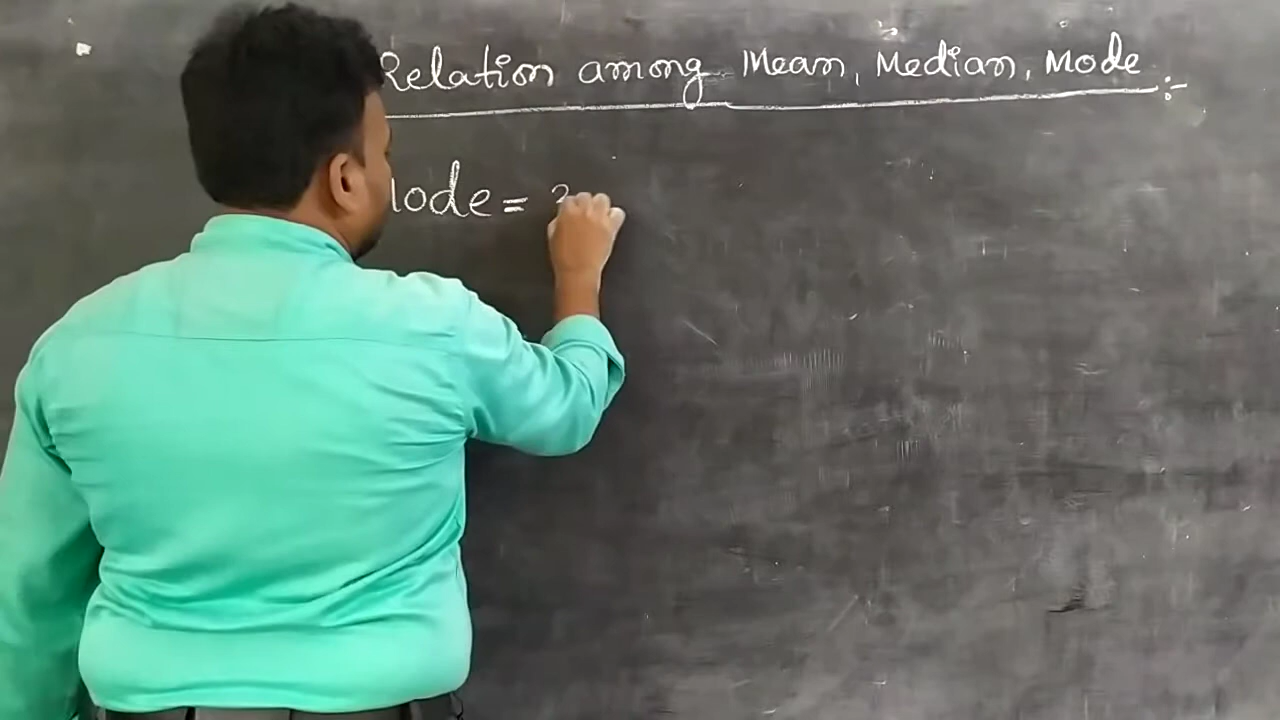 Relation among Mean, Median, Mode :-
Mode = 3